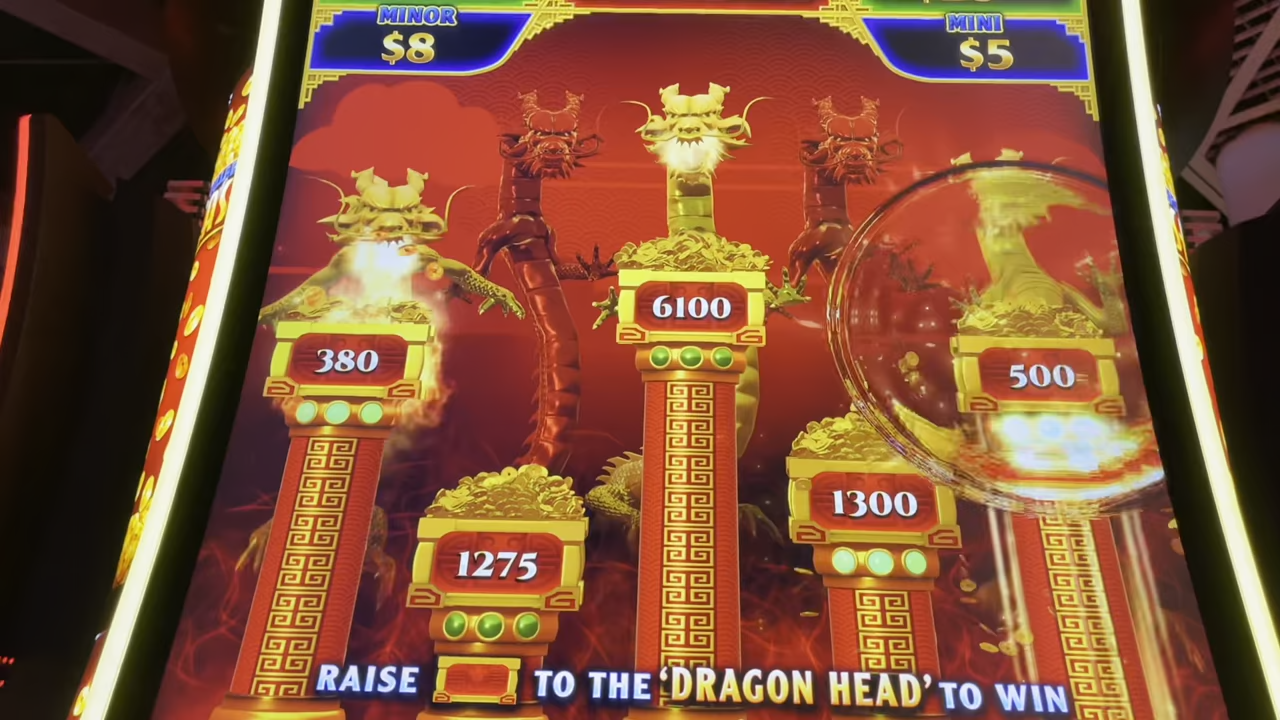 MINOR
$8
MINI
$5
6100
380
500
1300
1275
RAISE TO THE 'DRAGON HEAD' TO WIN